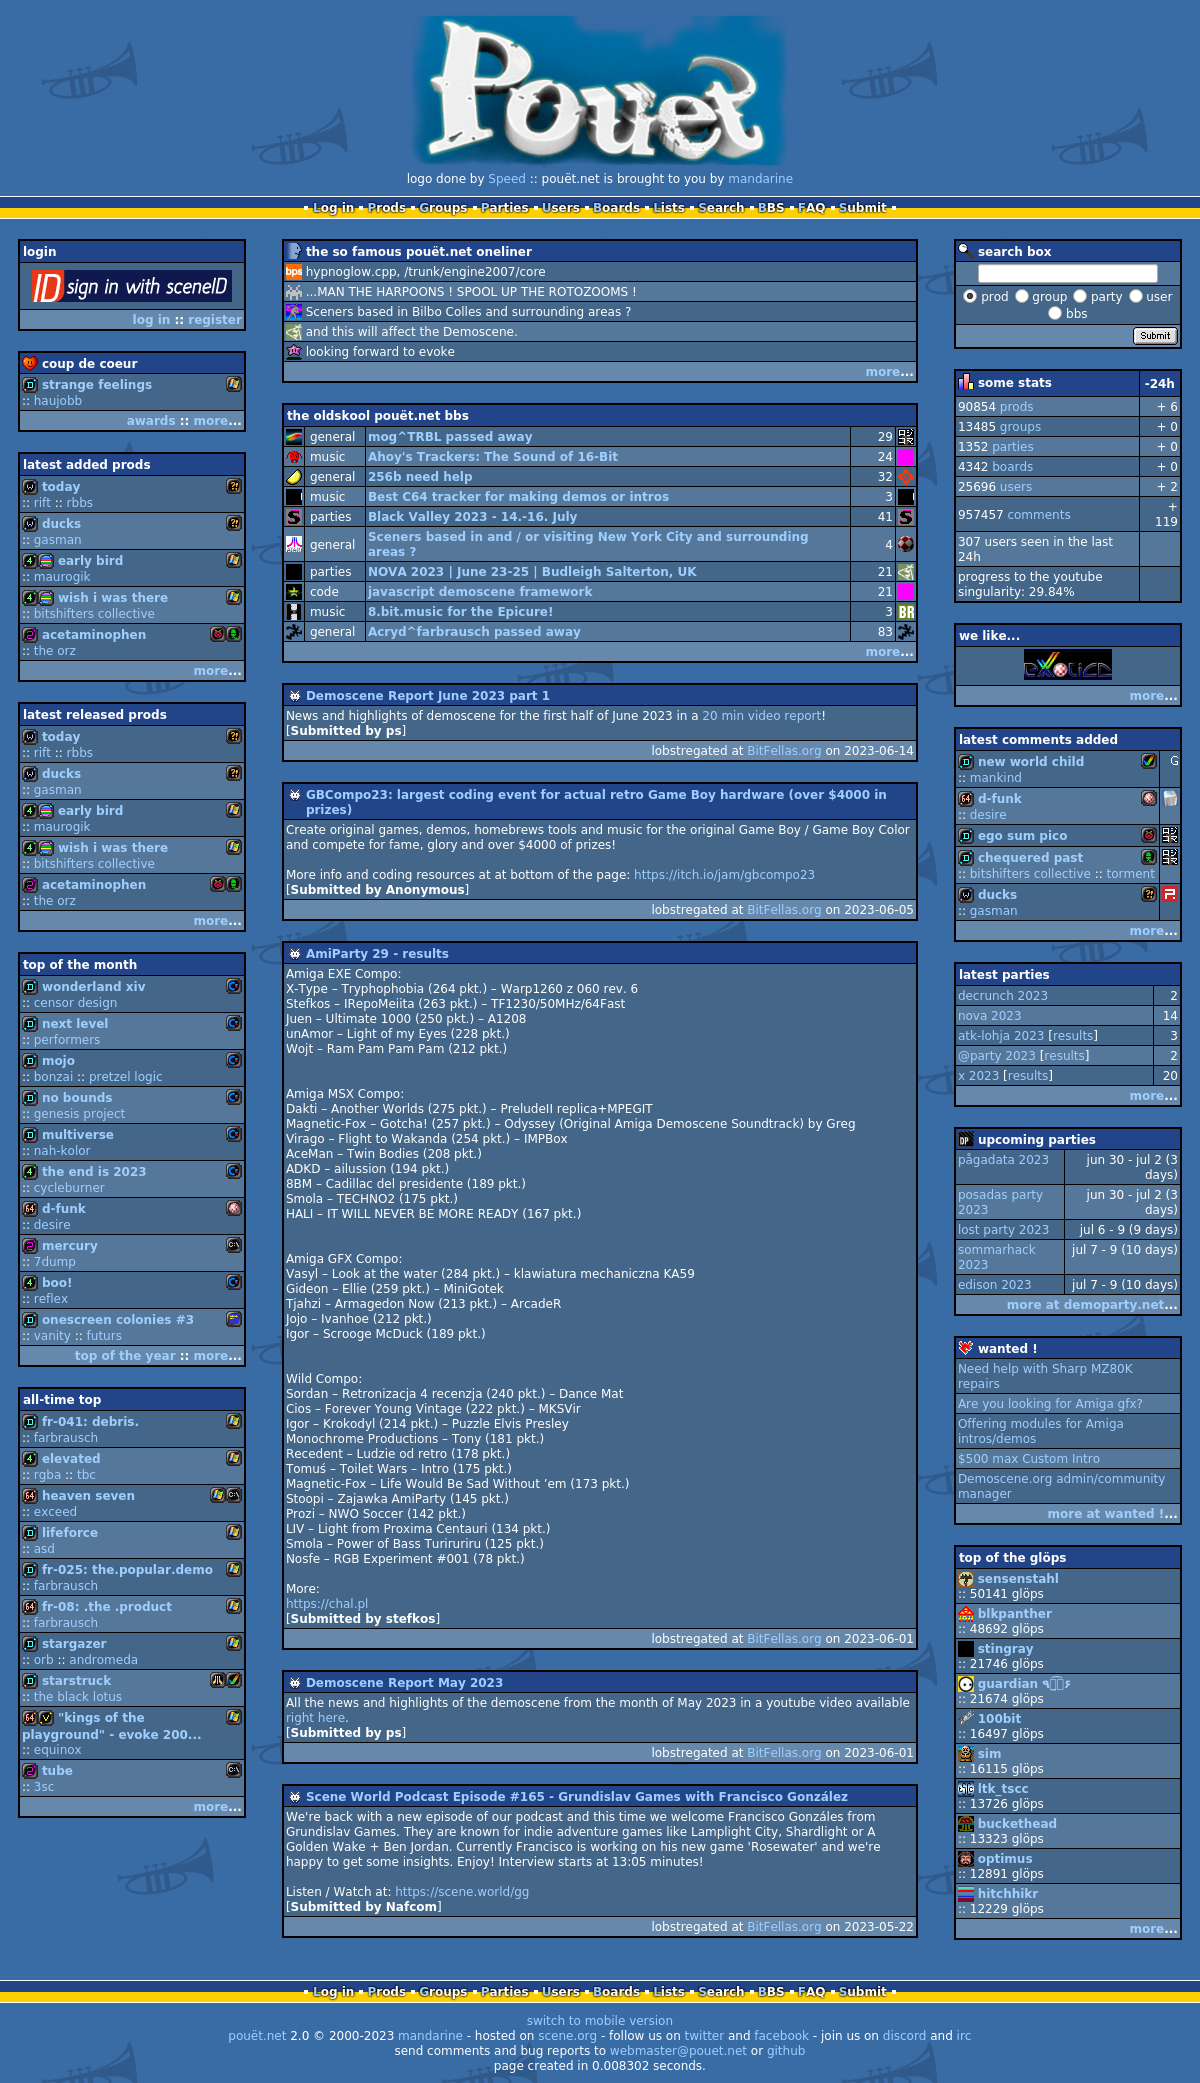 Pouët
logo done by Speed :: pouët.net is brought to you by mandarine
Log in Prods Groups Parties Users Boards Lists Search BBS FAQ Submit
login
sign in with sceneID
log in :: register
coup de coeur
strange feelings
:: haujobb
awards :: more...
latest added prods
today
:: rift :: rbbs
ducks
:: gasman
early bird
:: maurogik
wish i was there
:: bitshifters collective
acetaminophen
:: the orz
more...
latest released prods
today
:: rift :: rbbs
ducks
:: gasman
early bird
:: maurogik
wish i was there
:: bitshifters collective
acetaminophen
:: the orz
more...
top of the month
wonderland xiv
:: censor design
next level
:: performers
mojo
:: bonzai :: pretzel logic
no bounds
:: genesis project
multiverse
:: nah-kolor
the end is 2023
:: cycleburner
d-funk
:: desire
mercury
:: 7dump
boo!
:: reflex
onescreen colonies #3
:: vanity :: futurs
top of the year :: more...
all-time top
fr-041: debris.
:: farbrausch
elevated
:: rgba :: tbc
heaven seven
:: exceed
lifeforce
:: asd
fr-025: the.popular.demo
:: farbrausch
fr-08: .the .product
:: farbrausch
stargazer
:: orb :: andromeda
starstruck
:: the black lotus
"kings of the
playground" - evoke 200...
:: equinox
tube
:: 3sc
more...
the so famous pouët.net oneliner
bps hypnoglow.cpp, /trunk/engine2007/core
...MAN THE HARPOONS ! SPOOL UP THE ROTOZOOMS !
Sceners based in Bilbo Colles and surrounding areas ?
and this will affect the Demoscene.
looking forward to evoke
more...
the oldskool pouët.net bbs
general mog^TRBL passed away 29
music Ahoy's Trackers: The Sound of 16-Bit 24
general 256b need help 32
music Best C64 tracker for making demos or intros 3
parties Black Valley 2023 - 14.-16. July 41
general Sceners based in and / or visiting New York City and surrounding
areas ? 4
parties NOVA 2023 | June 23-25 | Budleigh Salterton, UK 21
code javascript demoscene framework 21
music 8.bit.music for the Epicure! 3 BR
general Acryd^farbrausch passed away 83
more...
Demoscene Report June 2023 part 1
News and highlights of demoscene for the first half of June 2023 in a 20 min video report!
[Submitted by ps]
lobstregated at BitFellas.org on 2023-06-14
GBCompo23: largest coding event for actual retro Game Boy hardware (over $4000 in
prizes)
Create original games, demos, homebrews tools and music for the original Game Boy / Game Boy Color
and compete for fame, glory and over $4000 of prizes!
More info and coding resources at at bottom of the page: https://itch.io/jam/gbcompo23
[Submitted by Anonymous]
lobstregated at BitFellas.org on 2023-06-05
AmiParty 29 - results
Amiga EXE Compo:
X-Type – Tryphophobia (264 pkt.) – Warp1260 z 060 rev. 6
Stefkos – IRepoMeiita (263 pkt.) – TF1230/50MHz/64Fast
Juen – Ultimate 1000 (250 pkt.) – A1208
unAmor – Light of my Eyes (228 pkt.)
Wojt – Ram Pam Pam Pam (212 pkt.)
Amiga MSX Compo:
Dakti – Another Worlds (275 pkt.) – PreludeII replica+MPEGIT
Magnetic-Fox – Gotcha! (257 pkt.) – Odyssey (Original Amiga Demoscene Soundtrack) by Greg
Virago – Flight to Wakanda (254 pkt.) – IMPBox
AceMan – Twin Bodies (208 pkt.)
ADKD – ailussion (194 pkt.)
8BM – Cadillac del presidente (189 pkt.)
Smola – TECHNO2 (175 pkt.)
HALI – IT WILL NEVER BE MORE READY (167 pkt.)
Amiga GFX Compo:
Vasyl – Look at the water (284 pkt.) – klawiatura mechaniczna KA59
Gideon – Ellie (259 pkt.) – MiniGotek
Tjahzi – Armagedon Now (213 pkt.) – ArcadeR
Jojo – Ivanhoe (212 pkt.)
Igor – Scrooge McDuck (189 pkt.)
Wild Compo:
Sordan – Retronizacja 4 recenzja (240 pkt.) – Dance Mat
Cios – Forever Young Vintage (222 pkt.) – MKSVir
Igor – Krokodyl (214 pkt.) – Puzzle Elvis Presley
Monochrome Productions – Tony (181 pkt.)
Recedent – Ludzie od retro (178 pkt.)
Tomuś – Toilet Wars – Intro (175 pkt.)
Magnetic-Fox – Life Would Be Sad Without ’em (173 pkt.)
Stoopi – Zajawka AmiParty (145 pkt.)
Prozi – NWO Soccer (142 pkt.)
LIV – Light from Proxima Centauri (134 pkt.)
Smola – Power of Bass Turiruriru (125 pkt.)
Nosfe – RGB Experiment #001 (78 pkt.)
More:
https://chal.pl
[Submitted by stefkos]
lobstregated at BitFellas.org on 2023-06-01
Demoscene Report May 2023
All the news and highlights of the demoscene from the month of May 2023 in a youtube video available
right here.
[Submitted by ps]
lobstregated at BitFellas.org on 2023-06-01
Scene World Podcast Episode #165 - Grundislav Games with Francisco González
We're back with a new episode of our podcast and this time we welcome Francisco Gonzáles from
Grundislav Games. They are known for indie adventure games like Lamplight City, Shardlight or A
Golden Wake + Ben Jordan. Currently Francisco is working on his new game 'Rosewater' and we're
happy to get some insights. Enjoy! Interview starts at 13:05 minutes!
Listen / Watch at: https://scene.world/gg
[Submitted by Nafcom]
lobstregated at BitFellas.org on 2023-05-22
search box
prod group party user
bbs
Submit
some stats -24h
90854 prods + 6
13485 groups + 0
1352 parties + 0
4342 boards + 0
25696 users + 2
957457 comments + 119
307 users seen in the last
24h
progress to the youtube
singularity: 29.84%
we like...
more...
latest comments added
new world child
:: mankind
d-funk
:: desire
ego sum pico
chequered past
:: bitshifters collective :: torment
ducks
:: gasman
more...
latest parties
decrunch 2023 2
nova 2023 14
atk-lohja 2023 [results] 3
@party 2023 [results] 2
x 2023 [results] 20
more...
upcoming parties
pågadata 2023 jun 30 - jul 2 (3
days)
posadas party jun 30 - jul 2 (3
2023 days)
lost party 2023 jul 6 - 9 (9 days)
sommarhack jul 7 - 9 (10 days)
2023
edison 2023 jul 7 - 9 (10 days)
more at demoparty.net...
wanted !
Need help with Sharp MZ80K
repairs
Are you looking for Amiga gfx?
Offering modules for Amiga
intros/demos
$500 max Custom Intro
Demoscene.org admin/community
manager
more at wanted !...
top of the glöps
sensenstahl
:: 50141 glöps
blkpanther
:: 48692 glöps
stingray
:: 21746 glöps
guardian
:: 21674 glöps
100bit
:: 16497 glöps
sim
:: 16115 glöps
ltk_tscc
:: 13726 glöps
buckethead
:: 13323 glöps
optimus
:: 12891 glöps
hitchhikr
:: 12229 glöps
more...
Log in Prods Groups Parties Users Boards Lists Search BBS FAQ Submit
switch to mobile version
pouët.net 2.0 © 2000-2023 mandarine - hosted on scene.org - follow us on twitter and facebook - join us on discord and irc
send comments and bug reports to webmaster@pouet.net or github
page created in 0.008302 seconds.